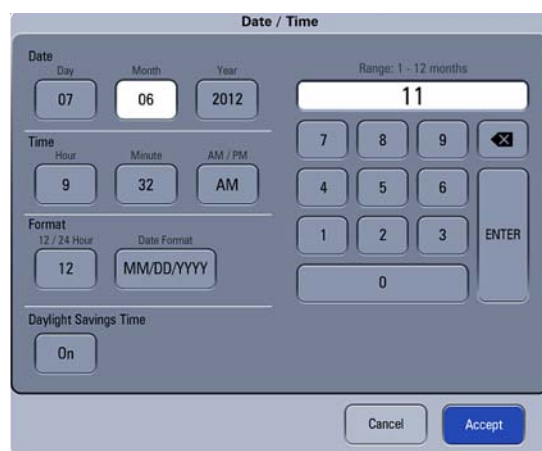 Date / Time
Date
Day Month Year
07 06 2012
Time
Hour Minute AM / PM
9 32 AM
Format
12 / 24 Hour Date Format
12 MM/DD/YYYY
Daylight Savings Time
On
Range: 1 - 12 months
11
7 8 9
4 5 6
1 2 3 ENTER
0
Cancel Accept